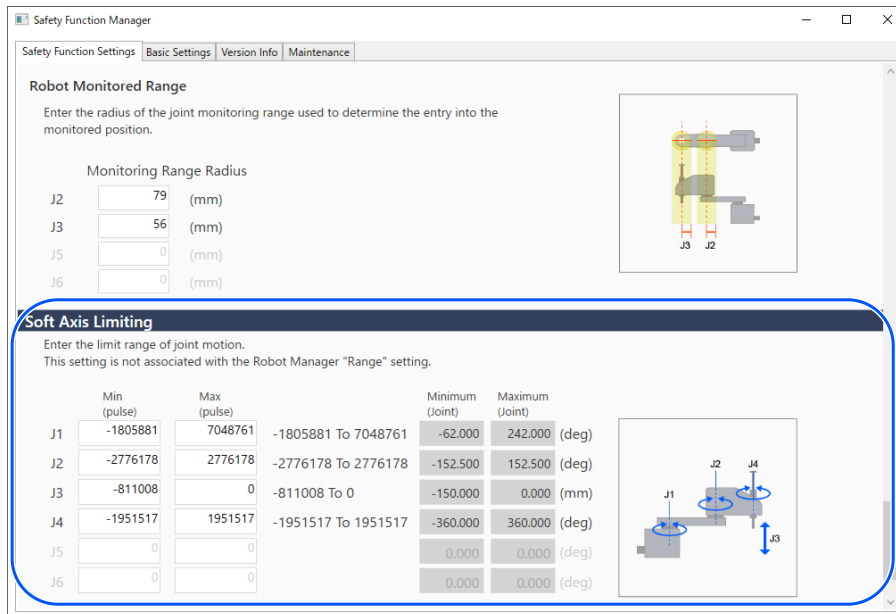 Safety Function Manager
Safety Function Settings Basic Settings Version Info Maintenance
Robot Monitored Range
Enter the radius of the joint monitoring range used to determine the entry into the
monitored position.
Monitoring Range Radius
J2 79 (mm)
J3 56 (mm)
J5 0 (mm)
J6 0 (mm)
J3 J2
Soft Axis Limiting
Enter the limit range of joint motion.
This setting is not associated with the Robot Manager "Range" setting.
Min Max Minimum Maximum
(pulse) (pulse) (Joint) (Joint)
J1 -1805881 7048761 -1805881 To 7048761 -62.000 242.000 (deg)
J2 -2776178 2776178 -2776178 To 2776178 -152.500 152.500 (deg)
J3 -811008 0 -811008 To 0 -150.000 0.000 (mm)
J4 -1951517 1951517 -1951517 To 1951517 -360.000 360.000 (deg)
J5 0 0 0.000 0.000 (deg)
J6 0 0 0.000 0.000 (deg)
J2 J4
J1
J3